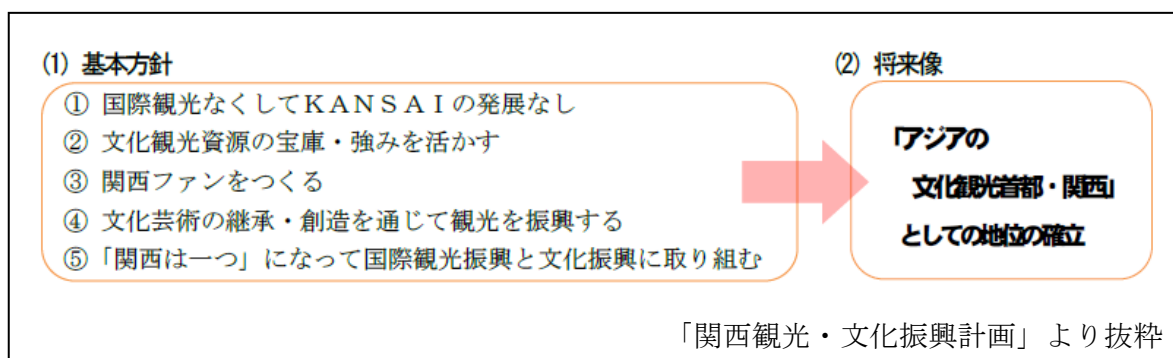 (1) 基本方針
① 国際観光なくしてＫＡＮＳＡＩの発展なし
② 文化観光資源の宝庫・強みを活かす
③ 関西ファンをつくる
④ 文化芸術の継承・創造を通じて観光を振興する
⑤「関西は一つ」になって国際観光振興と文化振興に取り組む
(2) 将来像
「アジアの
文化観光首都・関西」
としての地位の確立
「関西観光・文化振興計画」より抜粋